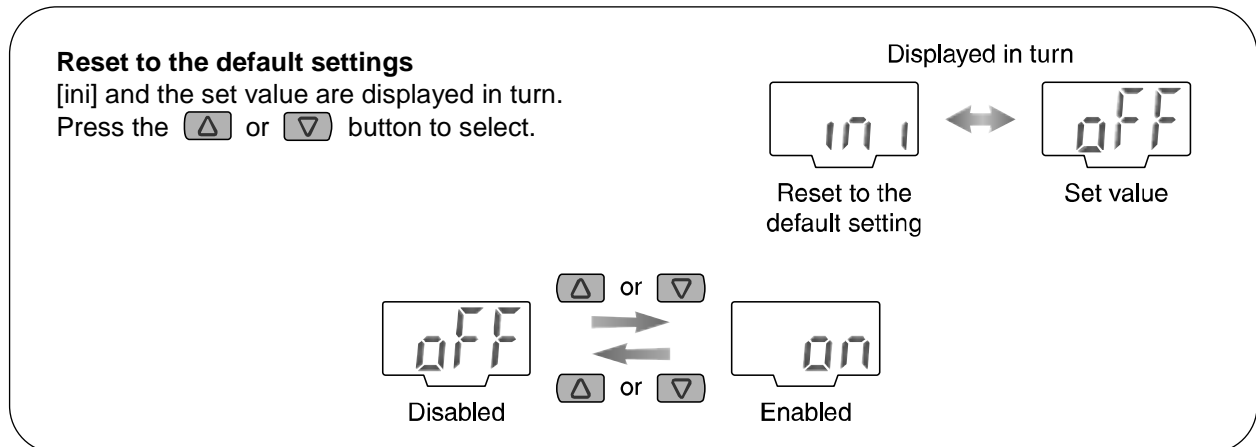 Reset to the default settings
[ini] and the set value are displayed in turn.
Press the △ or ▽ button to select.
Displayed in turn
ini
oFF
Reset to the
default setting
Set value
△ or ▽
oFF
on
△ or ▽
Disabled
Enabled